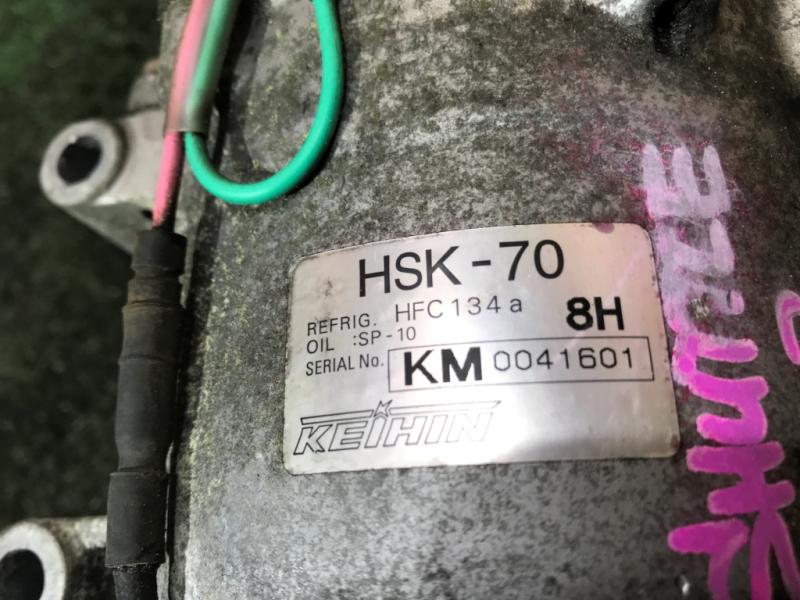 HSK-70
REFRIG. HFC134a 8H
OIL :SP-10
SERIAL No. KM 0041601
KEIHIN